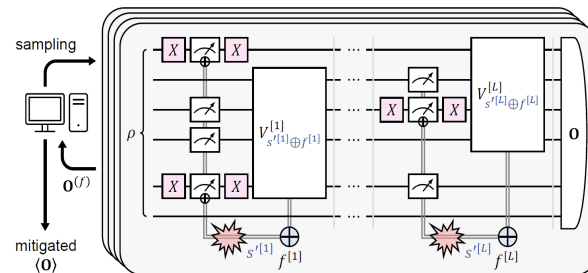 sampling
X X
V^{[1]}_{s'^{[1]}⊕f^{[1]}}
...
...
V^{[L]}_{s'^{[L]}⊕f^{[L]}}
X X
ρ
O
O^{(f)}
X X
s'^{[1]} f^{[1]}
s'^{[L]} f^{[L]}
mitigated
⟨O⟩